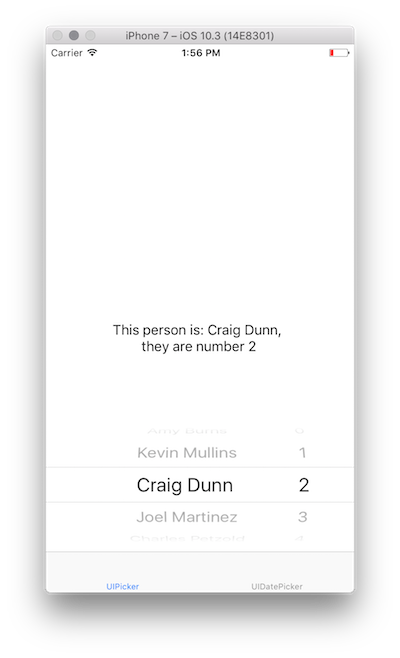 iPhone 7 – iOS 10.3 (14E8301)
Carrier 1:56 PM
This person is: Craig Dunn,
they are number 2
Amy Burns 0
Kevin Mullins 1
Craig Dunn 2
Joel Martinez 3
Charles Petzold 4
UIPicker UIDatePicker